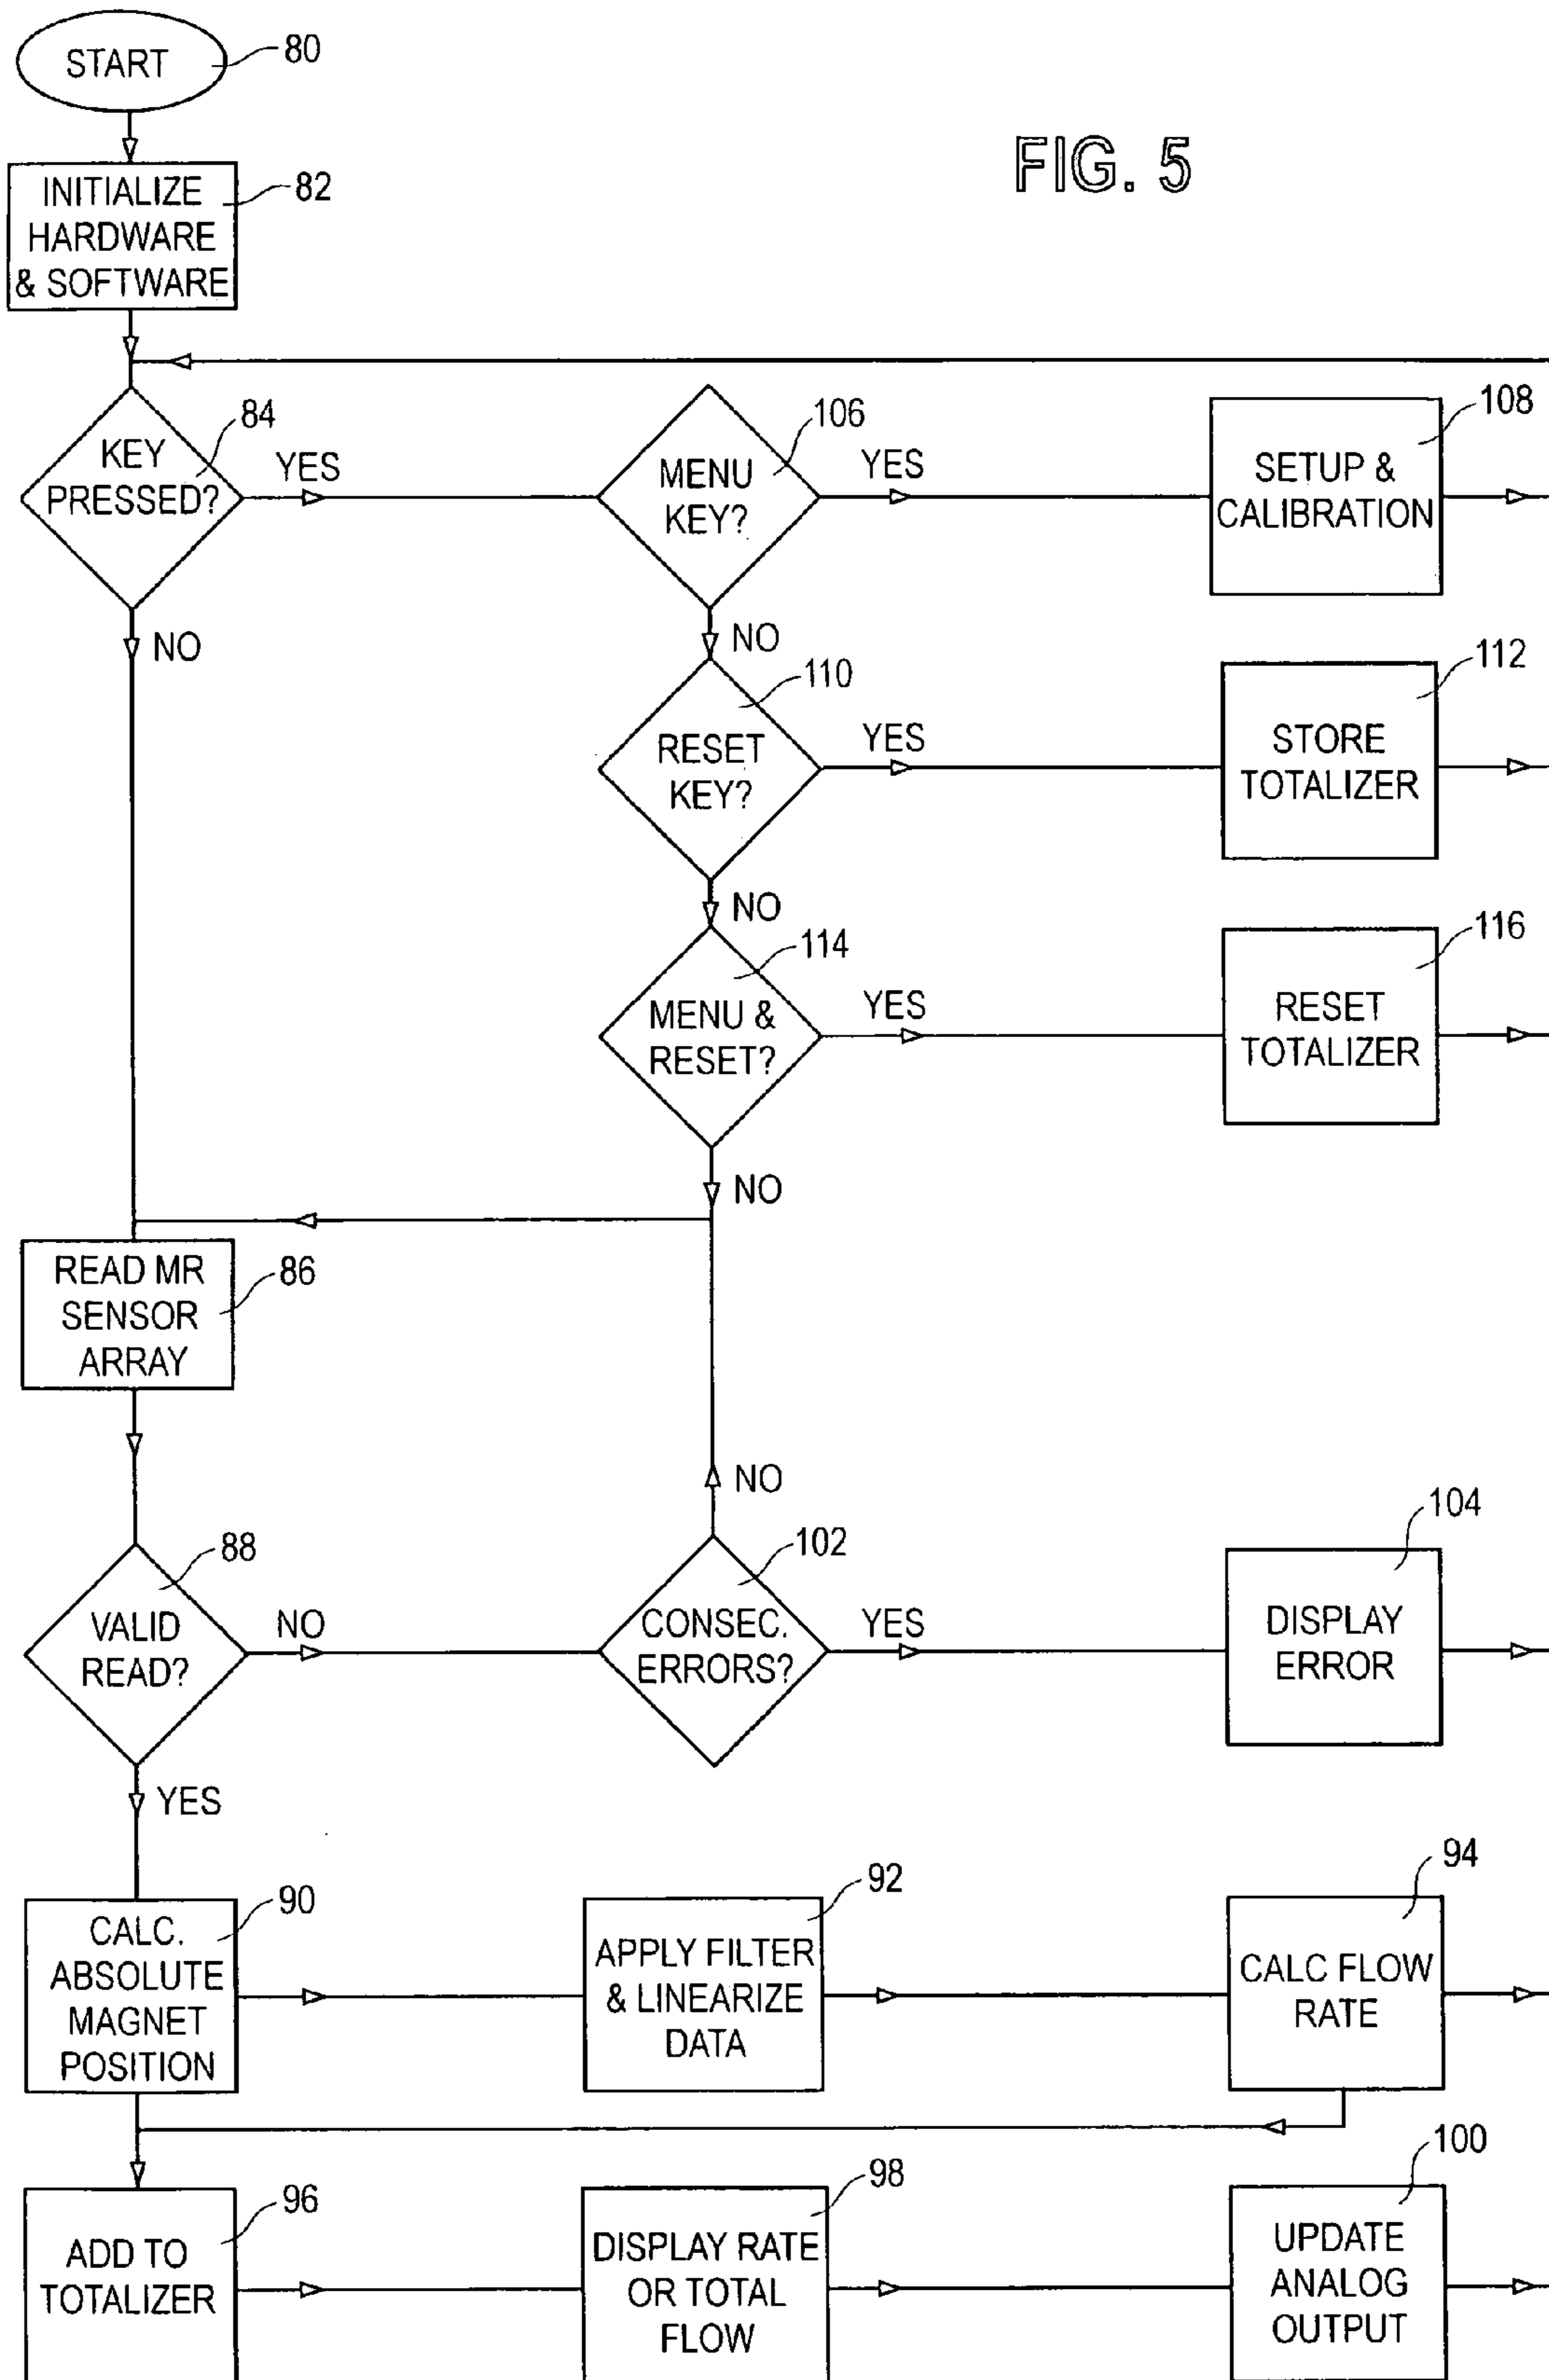 START
80
FIG. 5
INITIALIZE
HARDWARE
& SOFTWARE
82
KEY
PRESSED?
84
YES
NO
MENU
KEY?
106
YES
NO
SETUP &
CALIBRATION
108
RESET
KEY?
110
YES
NO
STORE
TOTALIZER
112
MENU &
RESET?
114
YES
NO
RESET
TOTALIZER
116
READ MR
SENSOR
ARRAY
86
VALID
READ?
88
NO
YES
CONSEC.
ERRORS?
102
NO
YES
DISPLAY
ERROR
104
CALC.
ABSOLUTE
MAGNET
POSITION
90
APPLY FILTER
& LINEARIZE
DATA
92
CALC FLOW
RATE
94
ADD TO
TOTALIZER
96
DISPLAY RATE
OR TOTAL
FLOW
98
UPDATE
ANALOG
OUTPUT
100